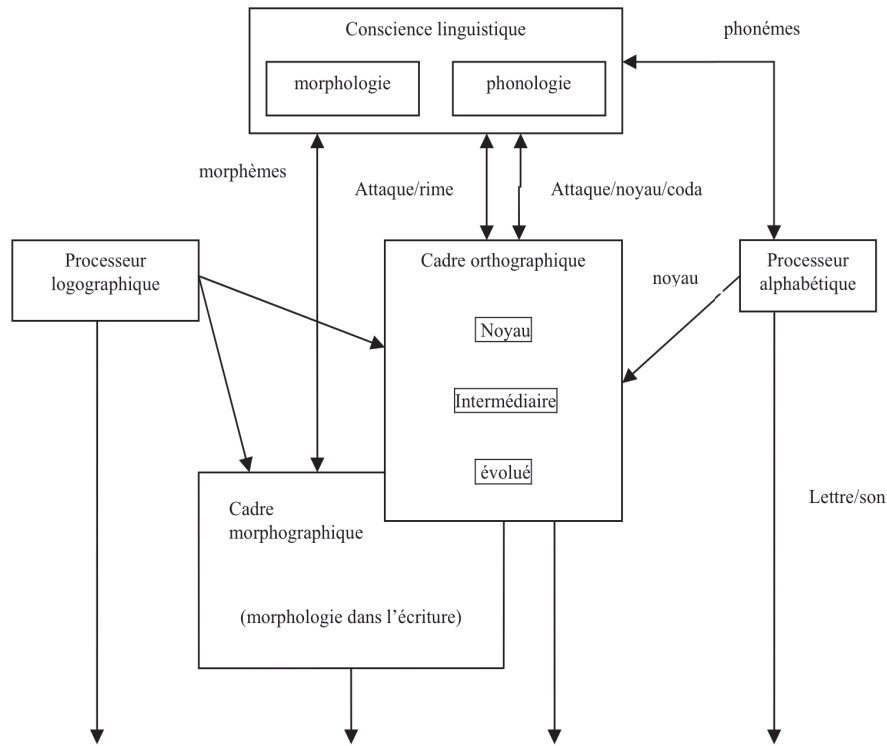 Conscience linguistique
phonémes
morphologie
phonologie
morphèmes
Attaque/rime
Attaque/noyau/coda
Processeur
logographique
Cadre orthographique
noyau
Processeur
alphabétique
Noyau
Intermédiaire
évolué
Lettre/son
Cadre
morphographique
(morphologie dans l’écriture)